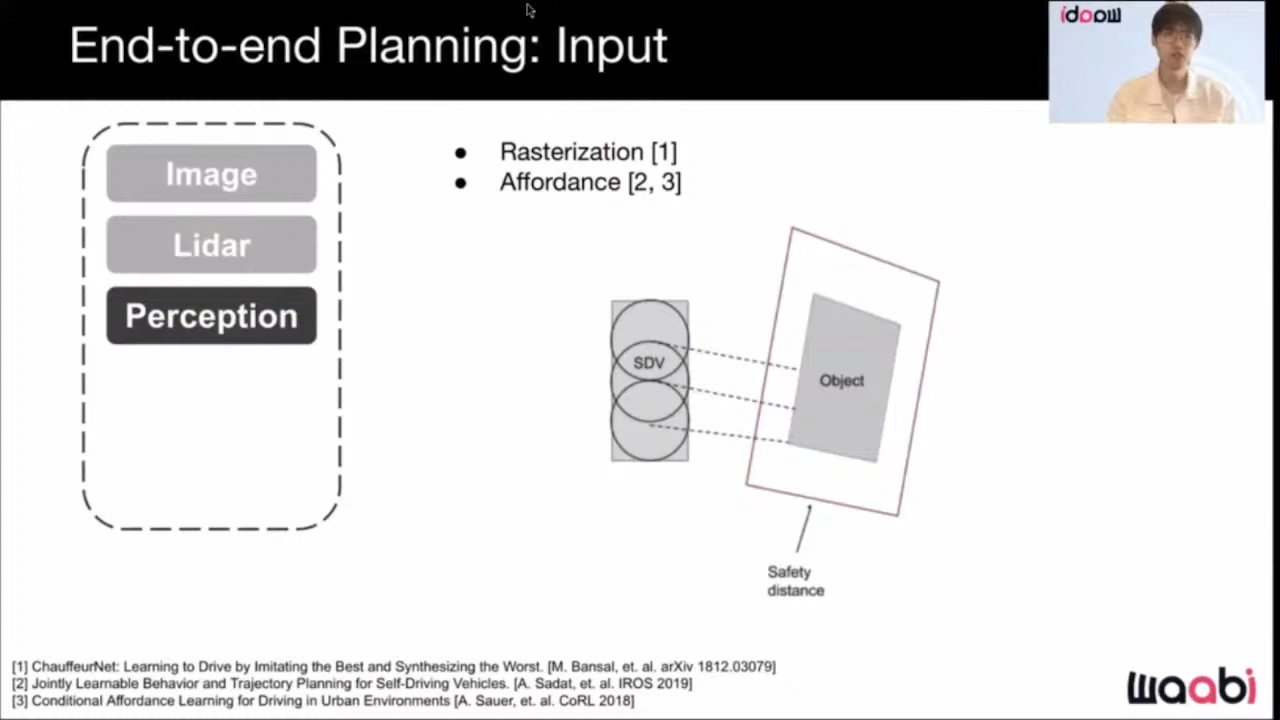 End-to-end Planning: Input
Image
Lidar
Perception
● Rasterization [1]
● Affordance [2, 3]
SDV
Object
Safety
distance
[1] ChauffeurNet: Learning to Drive by Imitating the Best and Synthesizing the Worst. [M. Bansal, et. al. arXiv 1812.03079]
[2] Jointly Learnable Behavior and Trajectory Planning for Self-Driving Vehicles. [A. Sadat, et. al. IROS 2019]
[3] Conditional Affordance Learning for Driving in Urban Environments [A. Sauer, et. al. CoRL 2018]
waabi